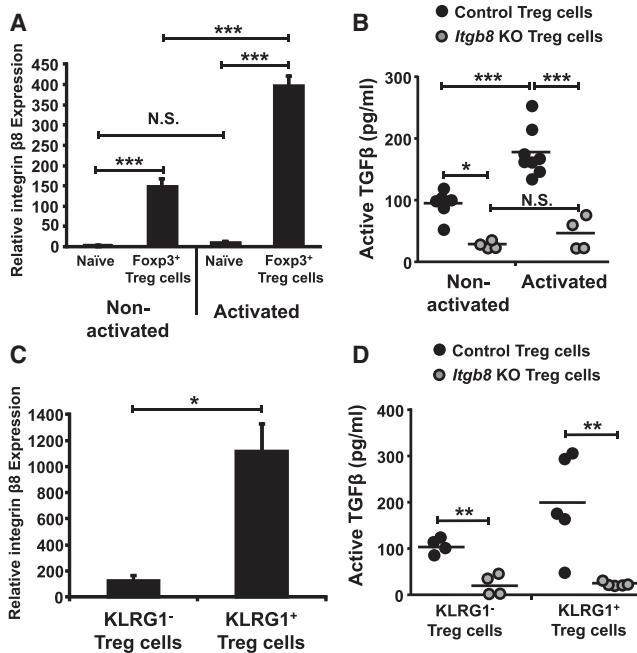 A
Relative integrin β8 Expression
450
400
350
300
250
200
150
100
50
0
***
N.S.
***
***
Naïve
Foxp3+
Treg cells
Naïve
Foxp3+
Treg cells
Non-
activated
Activated
B
Control Treg cells
Itgb8 KO Treg cells
Active TGFβ (pg/ml)
300
200
100
0
***
***
*
N.S.
Non-
activated
Activated
C
Relative integrin β8 Expression
1400
1200
1000
800
600
400
200
0
*
KLRG1-
Treg cells
KLRG1+
Treg cells
D
Control Treg cells
Itgb8 KO Treg cells
Active TGFβ (pg/ml)
400
300
200
100
0
**
**
KLRG1-
Treg cells
KLRG1+
Treg cells